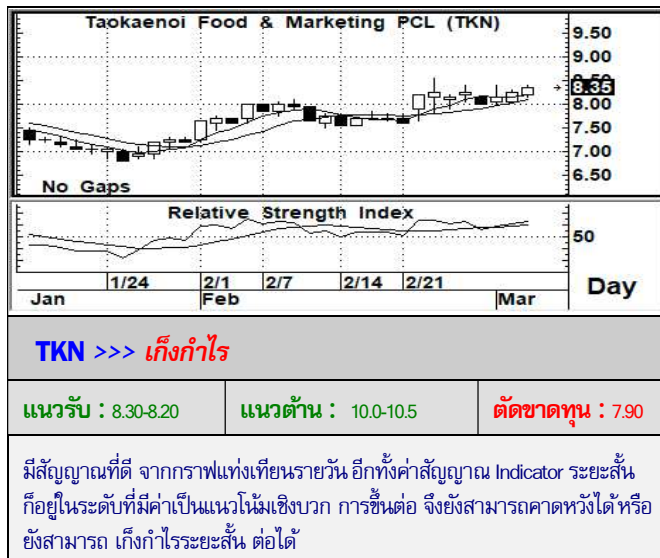 Taokaenoi Food & Marketing PCL (TKN)
9.50
9.00
8.50
8.35
8.00
7.50
7.00
6.50
No Gaps
Relative Strength Index
50
1/24 2/1 2/7 2/14 2/21
Jan Feb Mar
Day
TKN >>> เก็งกำไร
แนวรับ : 8.30-8.20 แนวต้าน : 10.0-10.5 ตัดขาดทุน : 7.90
มีสัญญาณที่ดี จากกราฟแท่งเทียนรายวัน อีกทั้งค่าสัญญาณ Indicator ระยะสั้น
ก็อยู่ในระดับที่มีค่าเป็นแนวโน้มเชิงบวก การขึ้นต่อ จึงยังสามารถคาดหวังได้หรือ
ยังสามารถ เก็งกำไรระยะสั้น ต่อได้